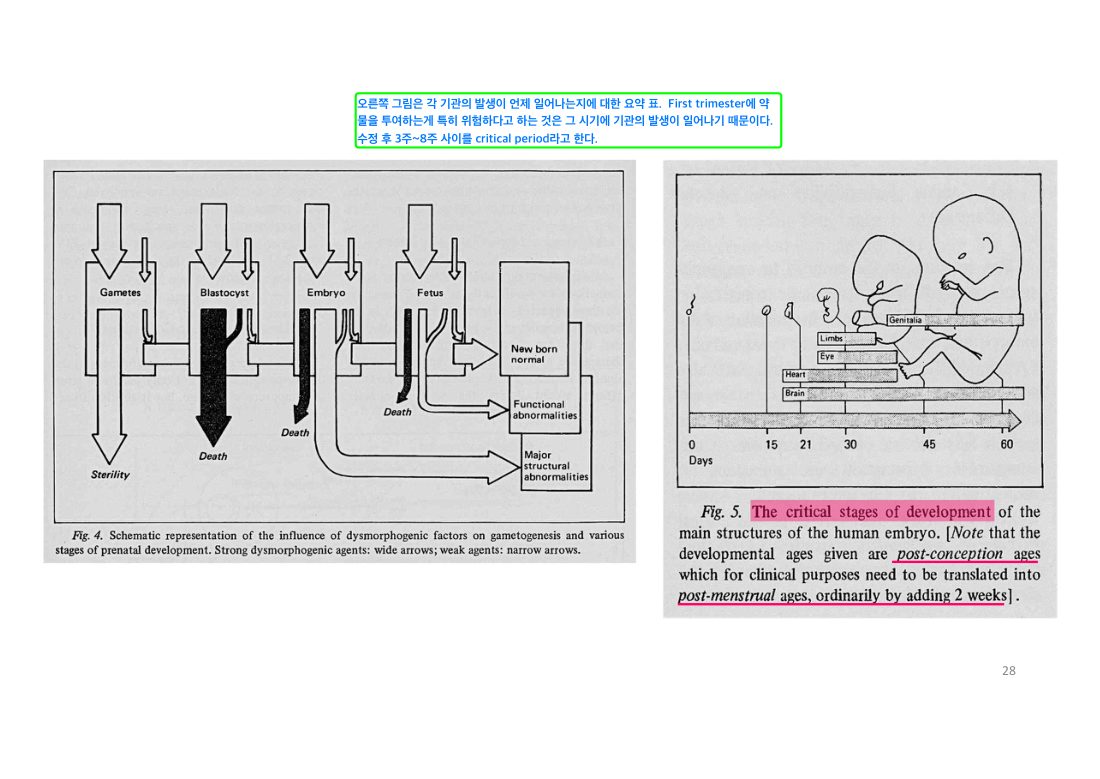 오른쪽 그림은 각 기관의 발생이 언제 일어나는지에 대한 요약 표. First trimester에 약
물을 투여하는게 특히 위험하다고 하는 것은 그 시기에 기관의 발생이 일어나기 때문이다.
수정 후 3주~8주 사이를 critical period라고 한다.
Gametes
Blastocyst
Embryo
Fetus
New born
normal
Functional
abnormalities
Major
structural
abnormalities
Death
Death
Death
Sterility
Fig. 4. Schematic representation of the influence of dysmorphogenic factors on gametogenesis and various
stages of prenatal development. Strong dysmorphogenic agents: wide arrows; weak agents: narrow arrows.
Genitalia
Limbs
Eye
Heart
Brain
0 15 21 30 45 60
Days
Fig. 5. The critical stages of development of the
main structures of the human embryo. [Note that the
developmental ages given are post-conception ages
which for clinical purposes need to be translated into
post-menstrual ages, ordinarily by adding 2 weeks].
28